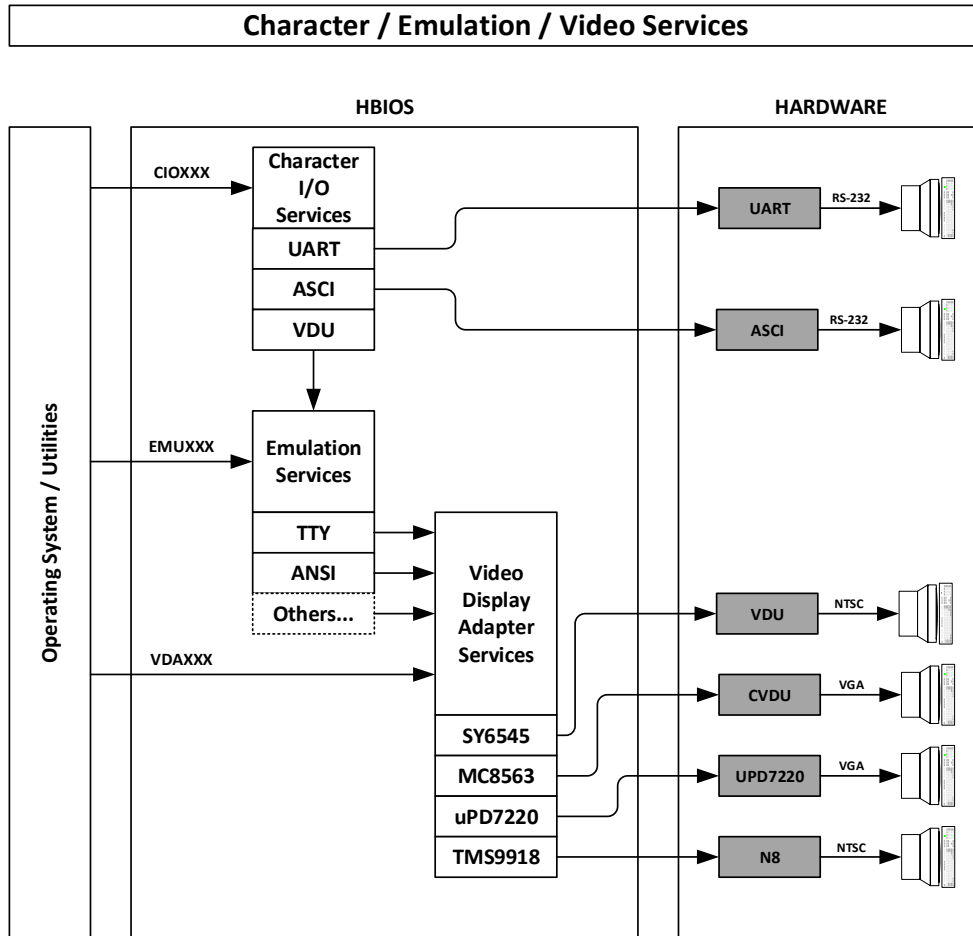 Character / Emulation / Video Services
HBIOS
HARDWARE
Operating System / Utilities
CIOXXX
Character
I/O
Services
UART
ASCI
VDU
UART
RS-232
ASCI
RS-232
EMUXXX
Emulation
Services
TTY
ANSI
Others...
VDAXXX
Video
Display
Adapter
Services
SY6545
MC8563
uPD7220
TMS9918
VDU
NTSC
CVDU
VGA
UPD7220
VGA
N8
NTSC